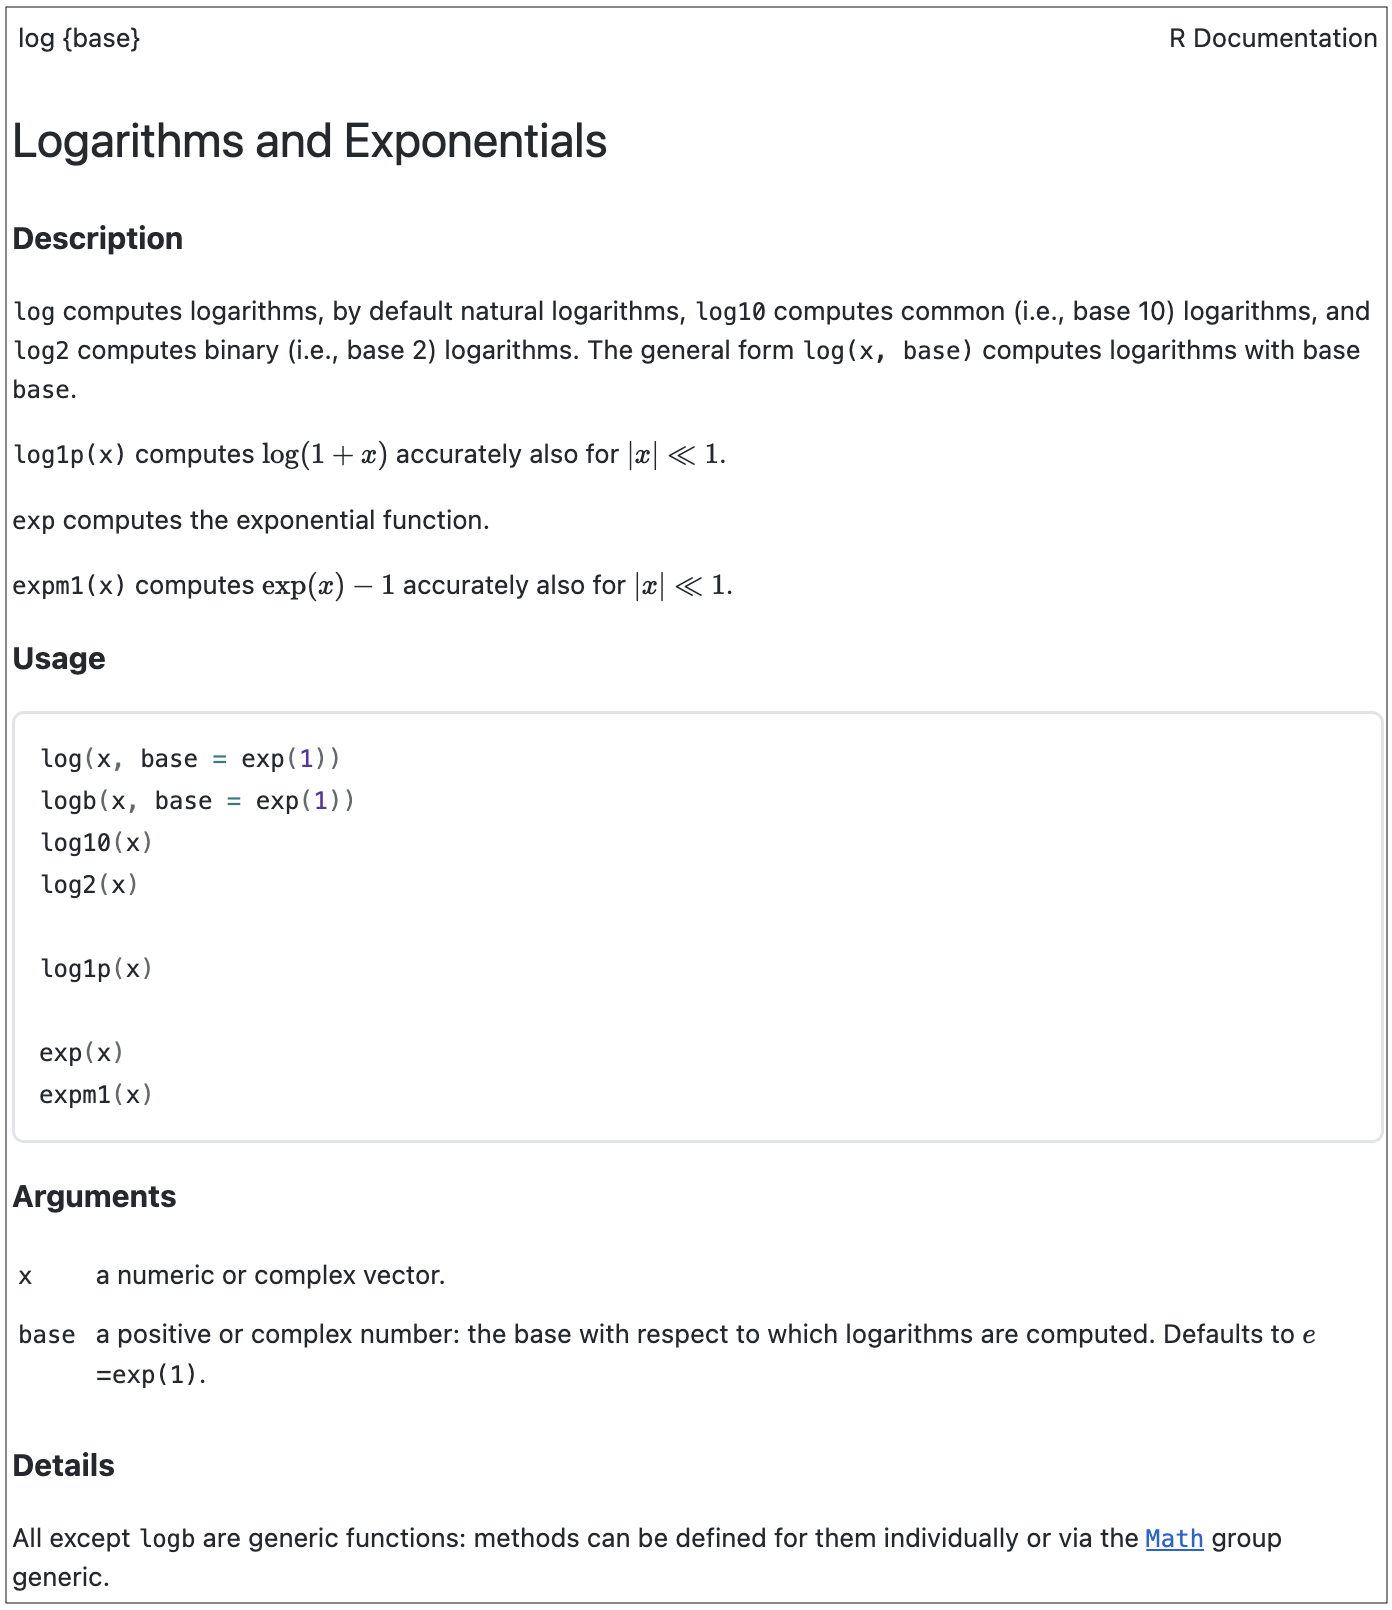 log {base}
R Documentation
Logarithms and Exponentials
Description
log computes logarithms, by default natural logarithms, log10 computes common (i.e., base 10) logarithms, and
log2 computes binary (i.e., base 2) logarithms. The general form log(x, base) computes logarithms with base
base.
log1p(x) computes log(1 + x) accurately also for |x| ≪ 1.
exp computes the exponential function.
expm1(x) computes exp(x) − 1 accurately also for |x| ≪ 1.
Usage
log(x, base = exp(1))
logb(x, base = exp(1))
log10(x)
log2(x)
log1p(x)
exp(x)
expm1(x)
Arguments
x a numeric or complex vector.
base a positive or complex number: the base with respect to which logarithms are computed. Defaults to e
=exp(1).
Details
All except logb are generic functions: methods can be defined for them individually or via the Math group
generic.